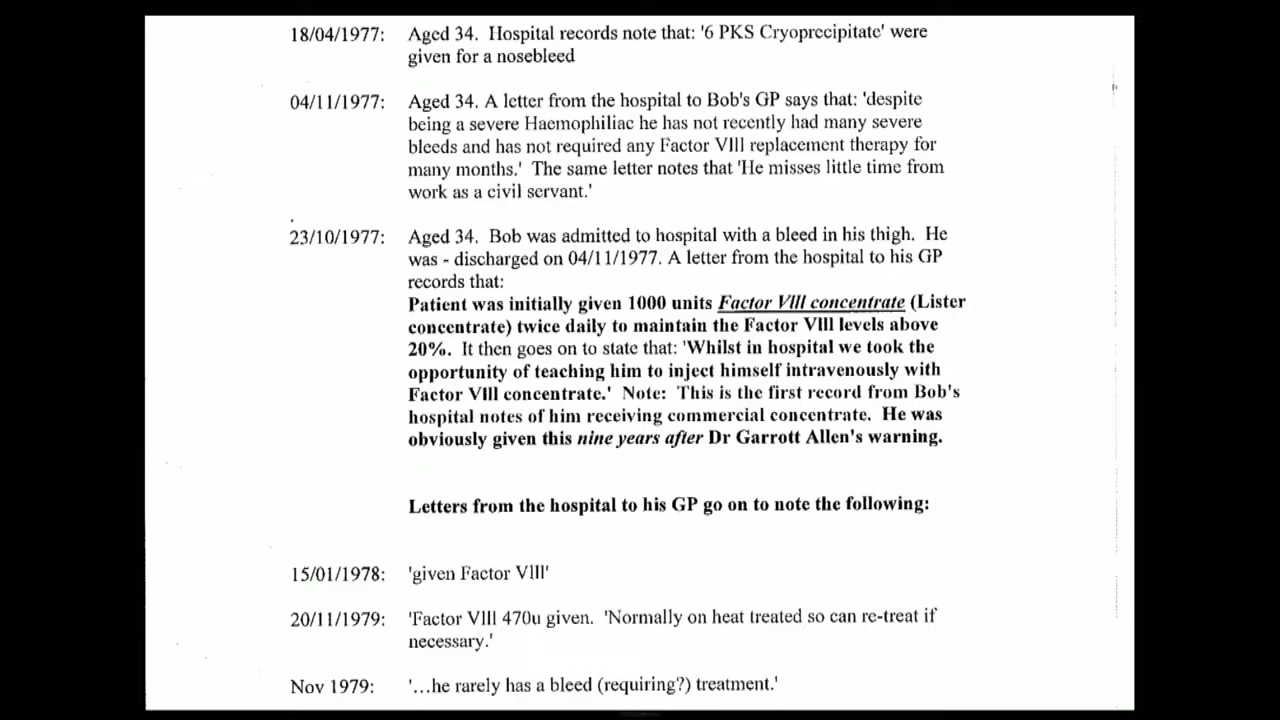 18/04/1977: Aged 34. Hospital records note that: '6 PKS Cryoprecipitate' were
given for a nosebleed
04/11/1977: Aged 34. A letter from the hospital to Bob's GP says that: 'despite
being a severe Haemophiliac he has not recently had many severe
bleeds and has not required any Factor VIII replacement therapy for
many months.' The same letter notes that 'He misses little time from
work as a civil servant.'
23/10/1977: Aged 34. Bob was admitted to hospital with a bleed in his thigh. He
was - discharged on 04/11/1977. A letter from the hospital to his GP
records that:
Patient was initially given 1000 units Factor VIII concentrate (Lister
concentrate) twice daily to maintain the Factor VIII levels above
20%. It then goes on to state that: 'Whilst in hospital we took the
opportunity of teaching him to inject himself intravenously with
Factor VIII concentrate.' Note: This is the first record from Bob's
hospital notes of him receiving commercial concentrate. He was
obviously given this nine years after Dr Garrott Allen's warning.
Letters from the hospital to his GP go on to note the following:
15/01/1978: 'given Factor VIII'
20/11/1979: 'Factor VIII 470u given. 'Normally on heat treated so can re-treat if
necessary.'
Nov 1979: '...he rarely has a bleed (requiring?) treatment.'